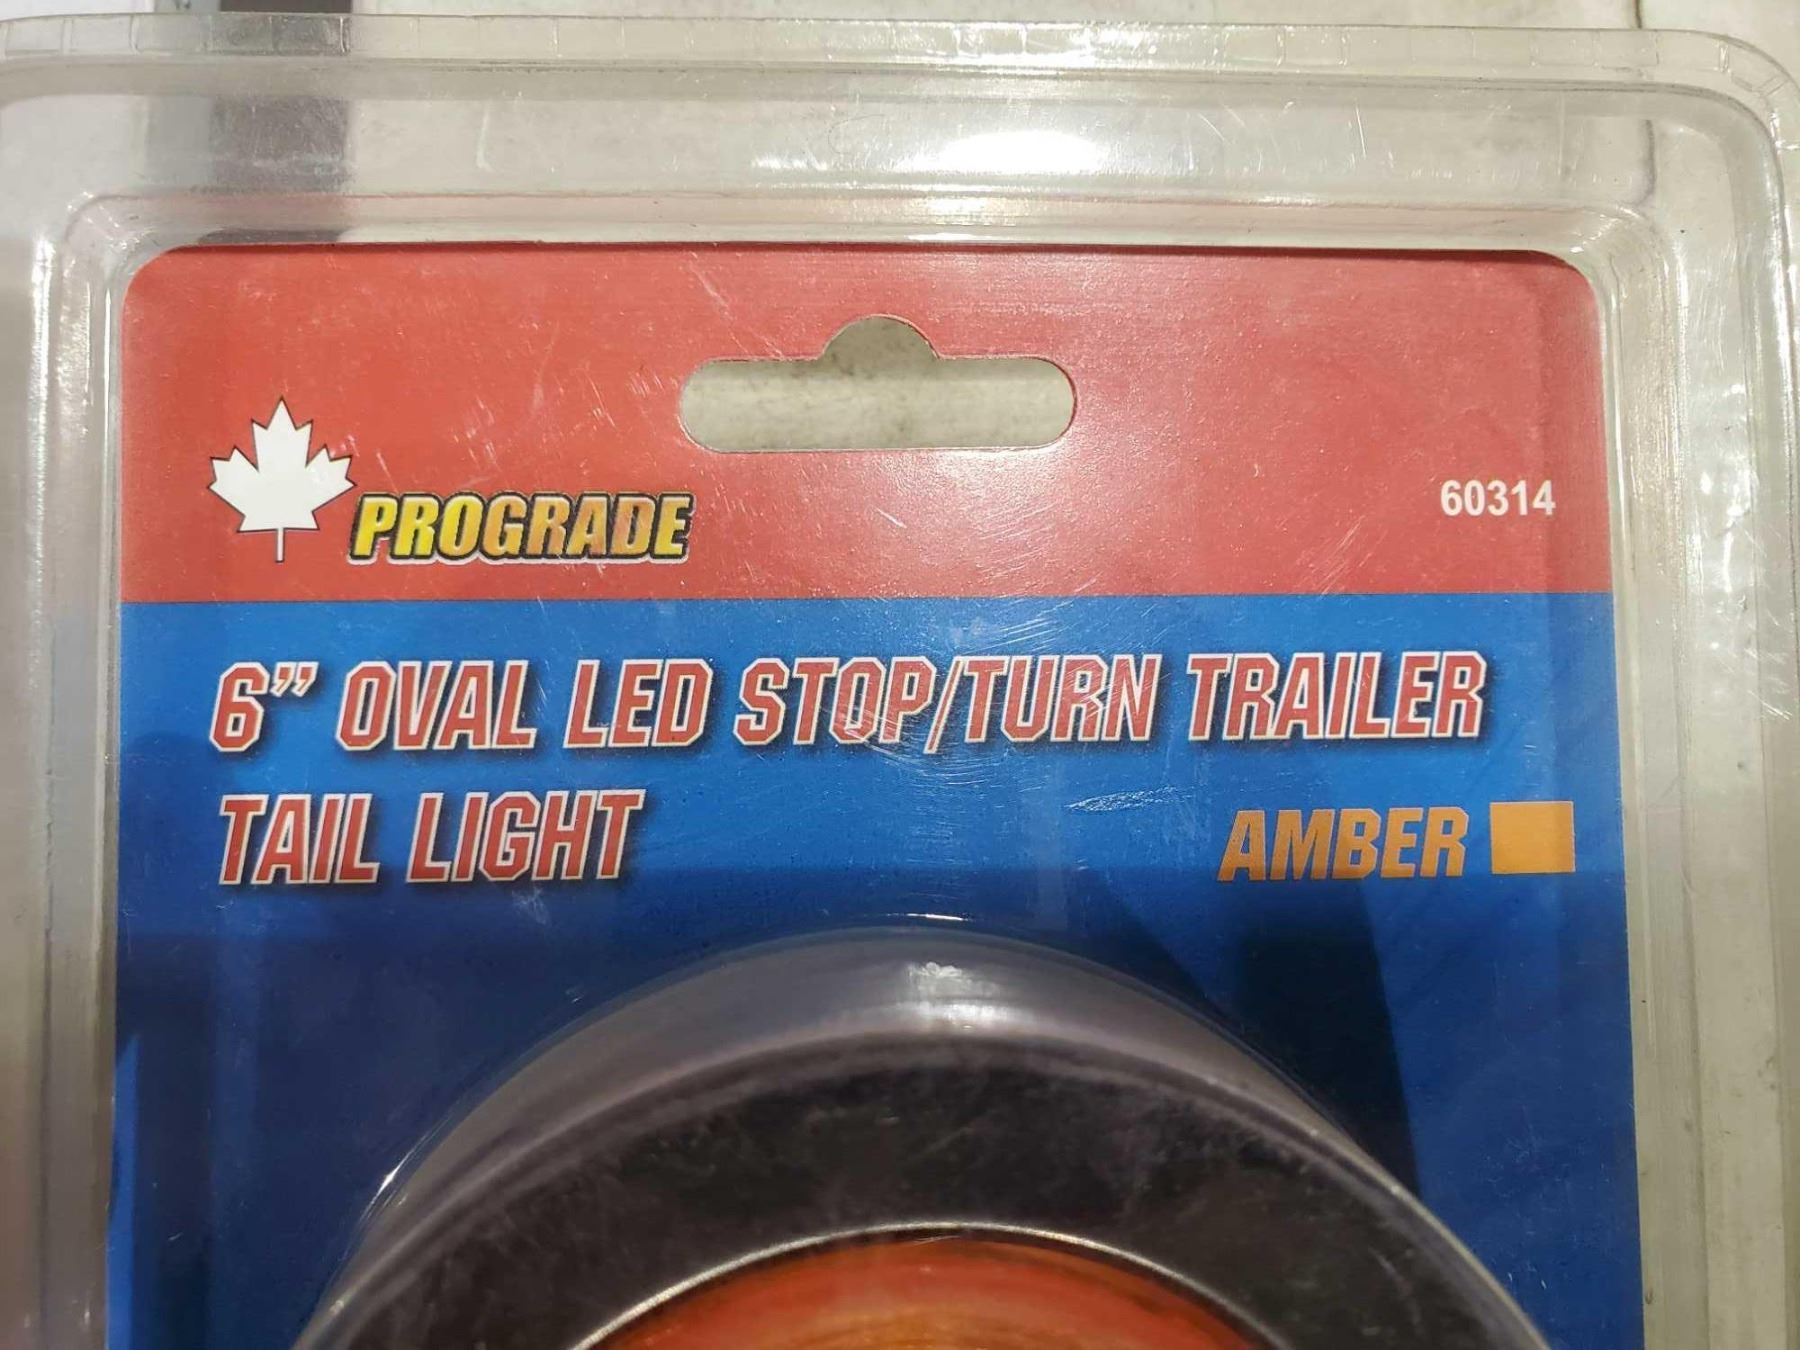 PROGRADE
60314
6” OVAL LED STOP/TURN TRAILER
TAIL LIGHT
AMBER